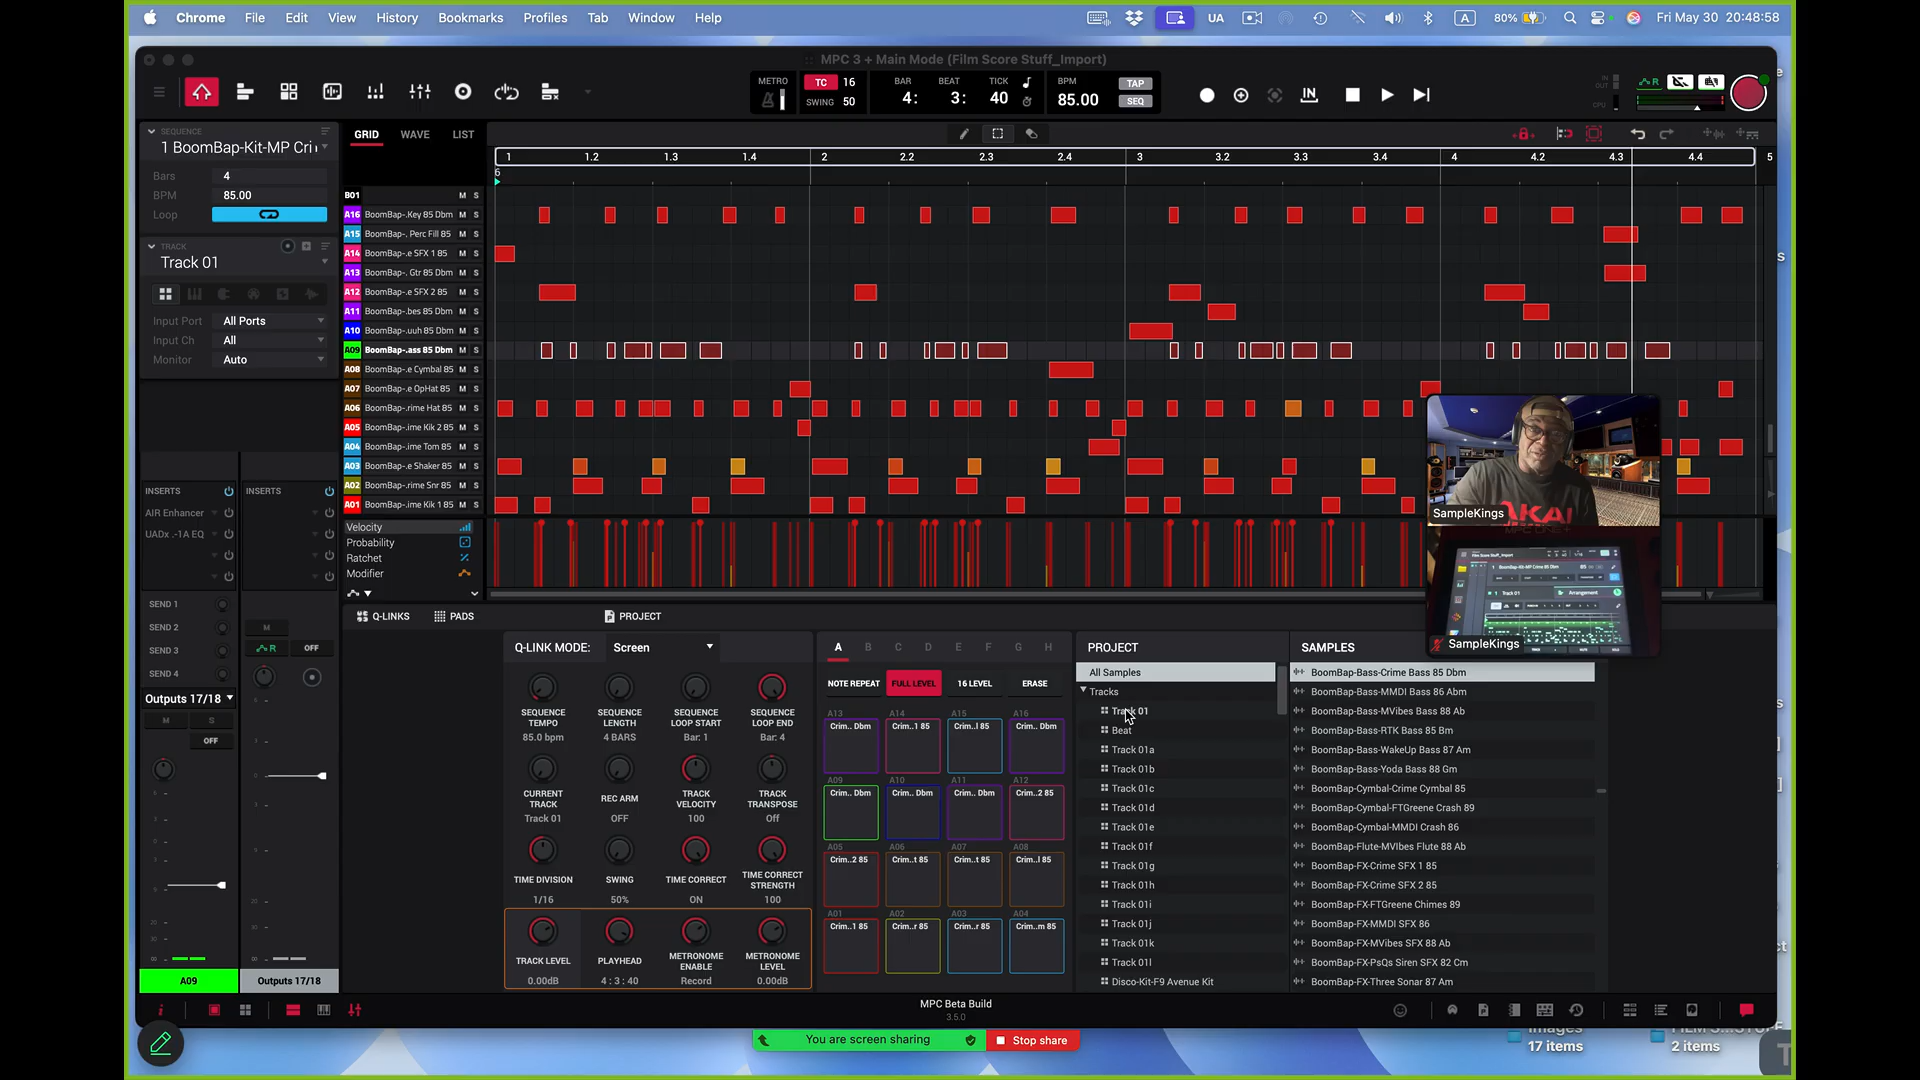 Chrome File Edit View History Bookmarks Profiles Tab Window Help
UA A 80% Fri May 30 20:48:58
MPC 3 + Main Mode (Film Score Stuff_Import)
METRO TC 16 SWING 50
BAR BEAT TICK
4: 3: 40
BPM 85.00 TAP SEQ
IN
IN OUT CPU R
SEQUENCE
1 BoomBap-Kit-MP Cri
Bars 4
BPM 85.00
Loop
TRACK
Track 01
Input Port All Ports
Input Ch All
Monitor Auto
GRID WAVE LIST
1 1.2 1.3 1.4 2 2.2 2.3 2.4 3 3.2 3.3 3.4 4 4.2 4.3 4.4 5
6
B01 M S
A16 BoomBap-.Key 85 Dbm M S
A15 BoomBap-. Perc Fill 85 M S
A14 BoomBap-.e SFX 1 85 M S
A13 BoomBap-. Gtr 85 Dbm M S
A12 BoomBap-.e SFX 2 85 M S
A11 BoomBap-.bes 85 Dbm M S
A10 BoomBap-.uuh 85 Dbm M S
A09 BoomBap-.ass 85 Dbm M S
A08 BoomBap-.e Cymbal 85 M S
A07 BoomBap-.e OpHat 85 M S
A06 BoomBap-.rime Hat 85 M S
A05 BoomBap-.ime Kik 2 85 M S
A04 BoomBap-.ime Tom 85 M S
A03 BoomBap-.e Shaker 85 M S
A02 BoomBap-.rime Snr 85 M S
A01 BoomBap-.ime Kik 1 85 M S
Velocity
Probability
Ratchet
Modifier
INSERTS INSERTS
AIR Enhancer
UADx .-1A EQ
SEND 1
SEND 2
SEND 3
SEND 4
M
R OFF
Outputs 17/18
M S
OFF
A09 Outputs 17/18
SampleKings
AKAI
SampleKings
Q-LINKS PADS PROJECT
Q-LINK MODE: Screen
SEQUENCE TEMPO 85.0 bpm
SEQUENCE LENGTH 4 BARS
SEQUENCE LOOP START Bar: 1
SEQUENCE LOOP END Bar: 4
CURRENT TRACK Track 01
REC ARM OFF
TRACK VELOCITY 100
TRACK TRANSPOSE Off
TIME DIVISION 1/16
SWING 50%
TIME CORRECT ON
TIME CORRECT STRENGTH 100
TRACK LEVEL 0.00dB
PLAYHEAD 4 : 3 : 40
METRONOME ENABLE Record
METRONOME LEVEL 0.00dB
A B C D E F G H
NOTE REPEAT FULL LEVEL 16 LEVEL ERASE
A13 A14 A15 A16
Crim.. Dbm Crim..1 85 Crim..l 85 Crim.. Dbm
A09 A10 A11 A12
Crim.. Dbm Crim.. Dbm Crim.. Dbm Crim..2 85
A05 A06 A07 A08
Crim..2 85 Crim..t 85 Crim..t 85 Crim..l 85
A01 A02 A03 A04
Crim..1 85 Crim..r 85 Crim..r 85 Crim..m 85
PROJECT
All Samples
Tracks
Track 01
Beat
Track 01a
Track 01b
Track 01c
Track 01d
Track 01e
Track 01f
Track 01g
Track 01h
Track 01i
Track 01j
Track 01k
Track 01l
Disco-Kit-F9 Avenue Kit
SAMPLES
BoomBap-Bass-Crime Bass 85 Dbm
BoomBap-Bass-MMDI Bass 86 Abm
BoomBap-Bass-MVibes Bass 88 Ab
BoomBap-Bass-RTK Bass 85 Bm
BoomBap-Bass-WakeUp Bass 87 Am
BoomBap-Bass-Yoda Bass 88 Gm
BoomBap-Cymbal-Crime Cymbal 85
BoomBap-Cymbal-FTGreene Crash 89
BoomBap-Cymbal-MMDI Crash 86
BoomBap-Flute-MVibes Flute 88 Ab
BoomBap-FX-Crime SFX 1 85
BoomBap-FX-Crime SFX 2 85
BoomBap-FX-FTGreene Chimes 89
BoomBap-FX-MMDI SFX 86
BoomBap-FX-MVibes SFX 88 Ab
BoomBap-FX-PsQs Siren SFX 82 Cm
BoomBap-FX-Three Sonar 87 Am
MPC Beta Build
3.5.0
You are screen sharing Stop share
Images
17 items
2 items